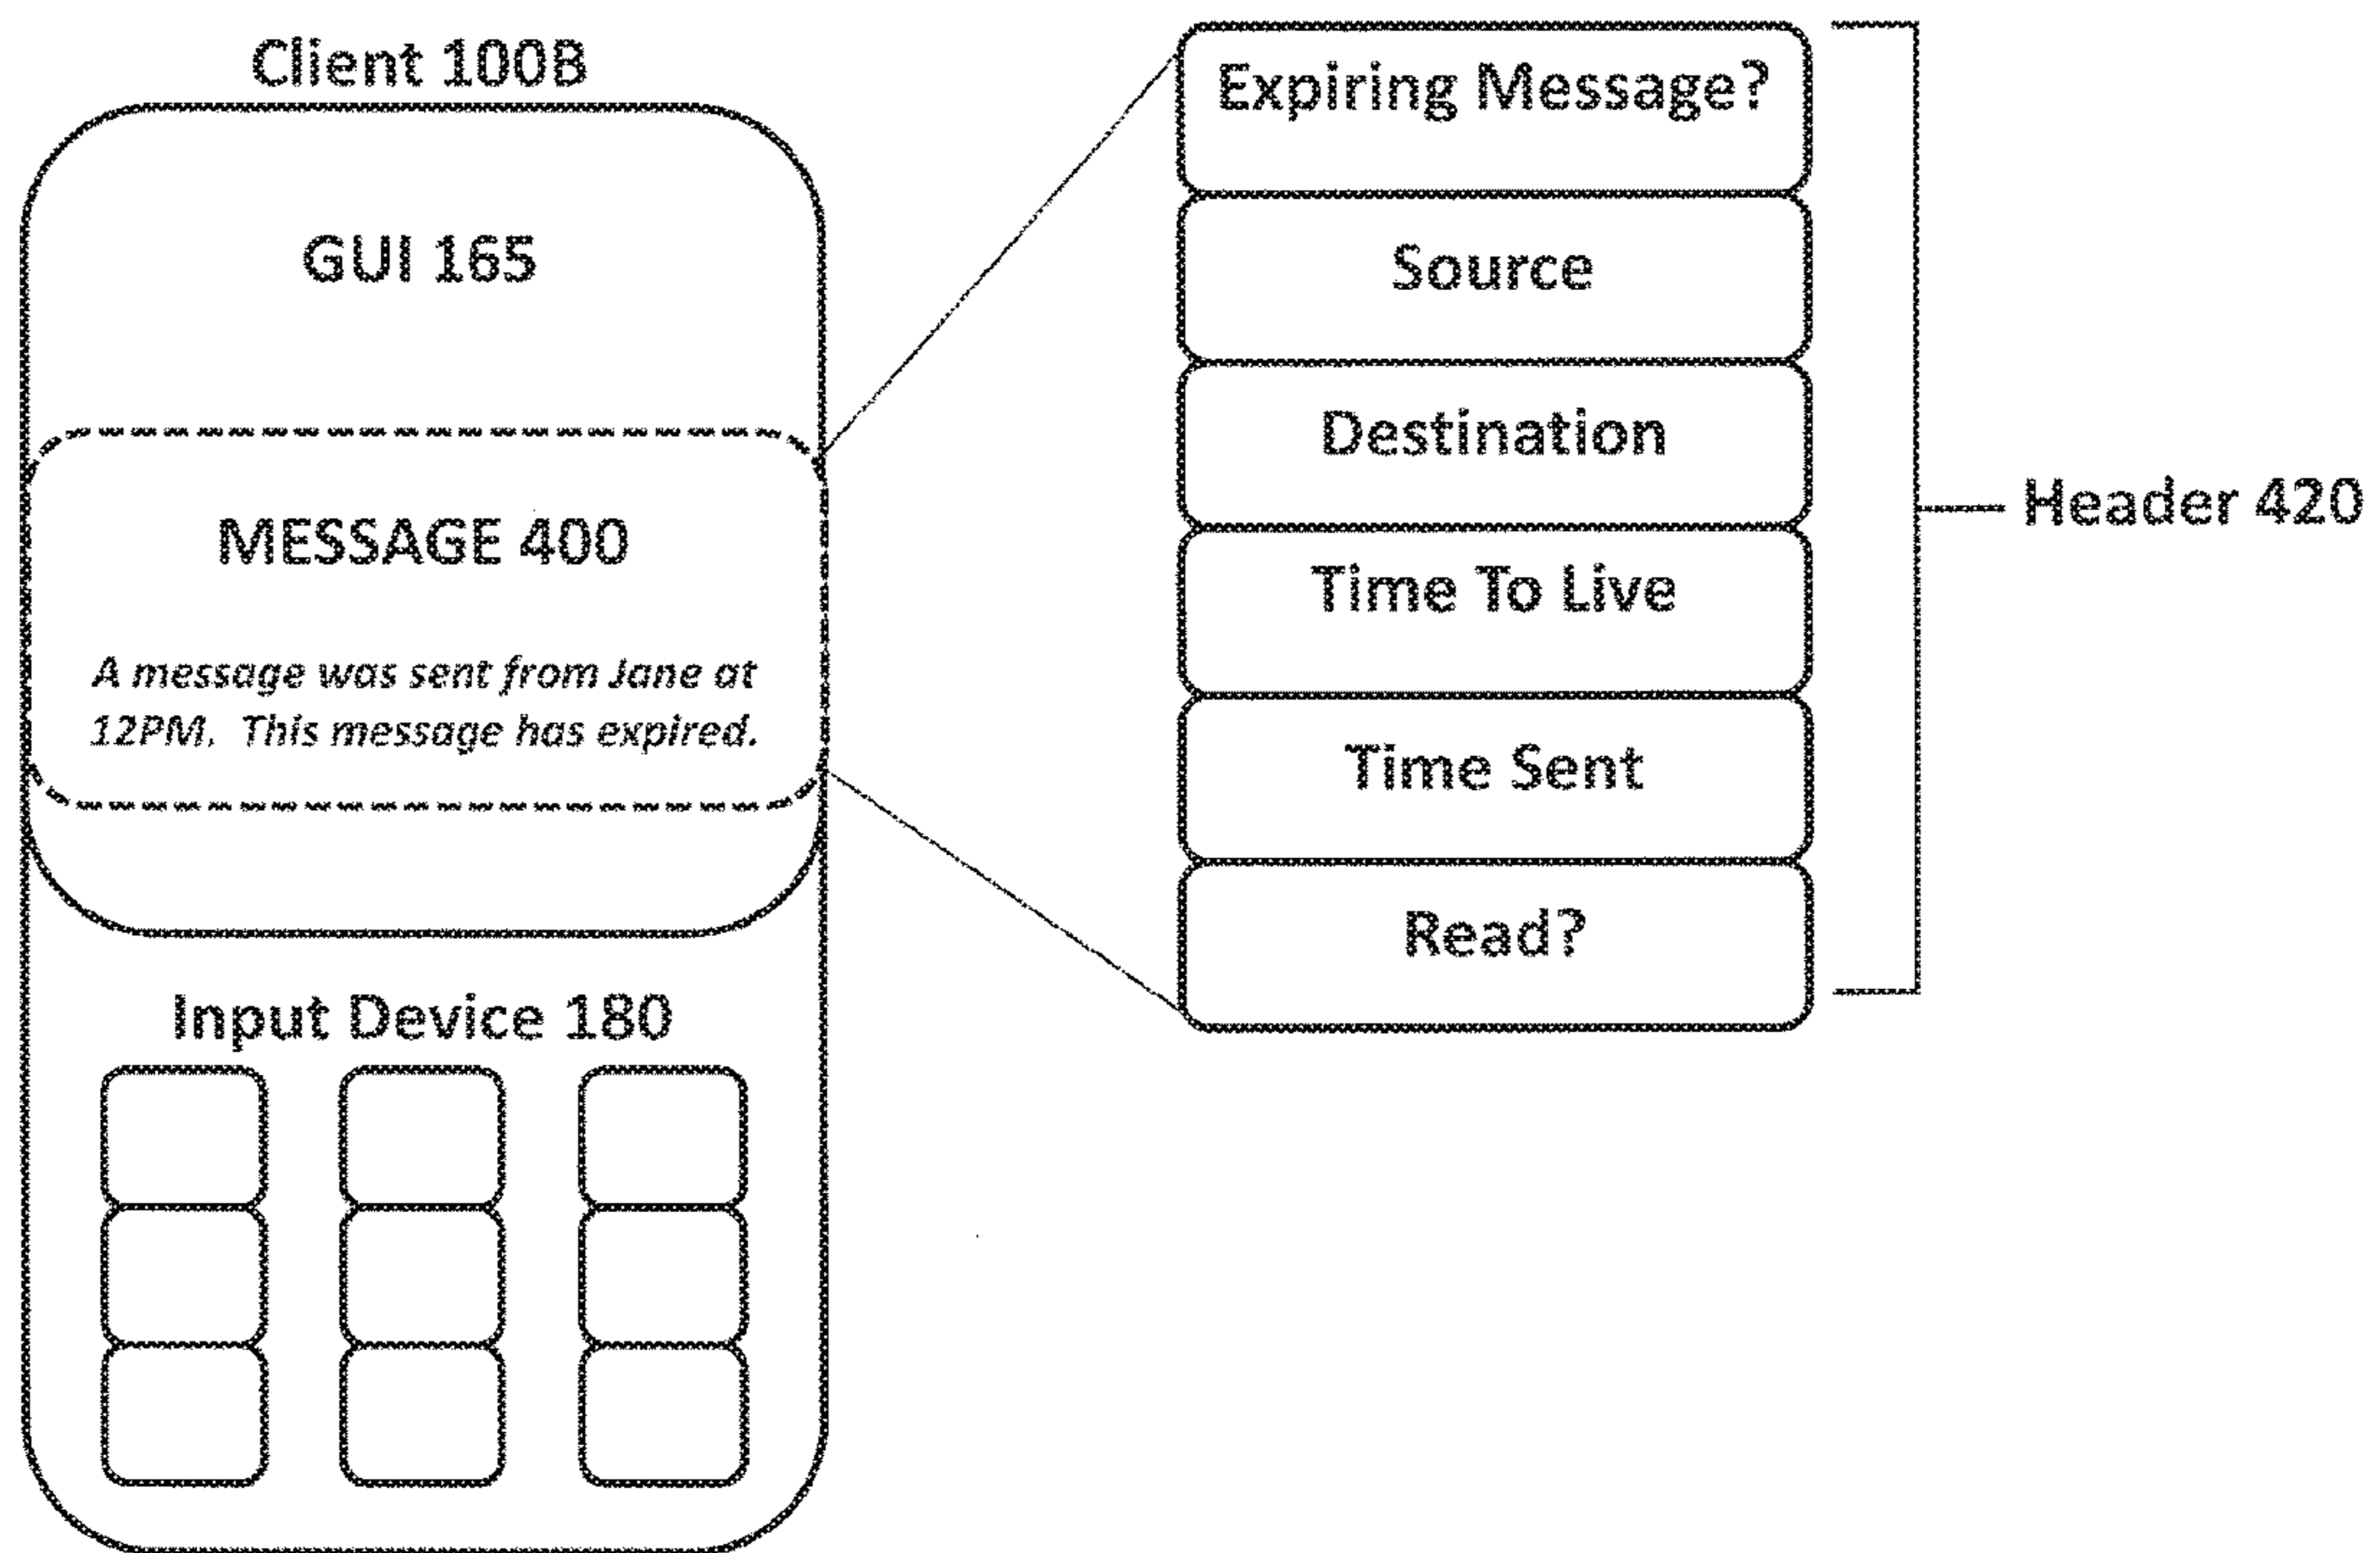 Client 100B
GUI 165
MESSAGE 400
A message was sent from Jane at
12PM.  This message has expired.
Input Device 180
Expiring Message?
Source
Destination
Time To Live
Time Sent
Read?
Header 420